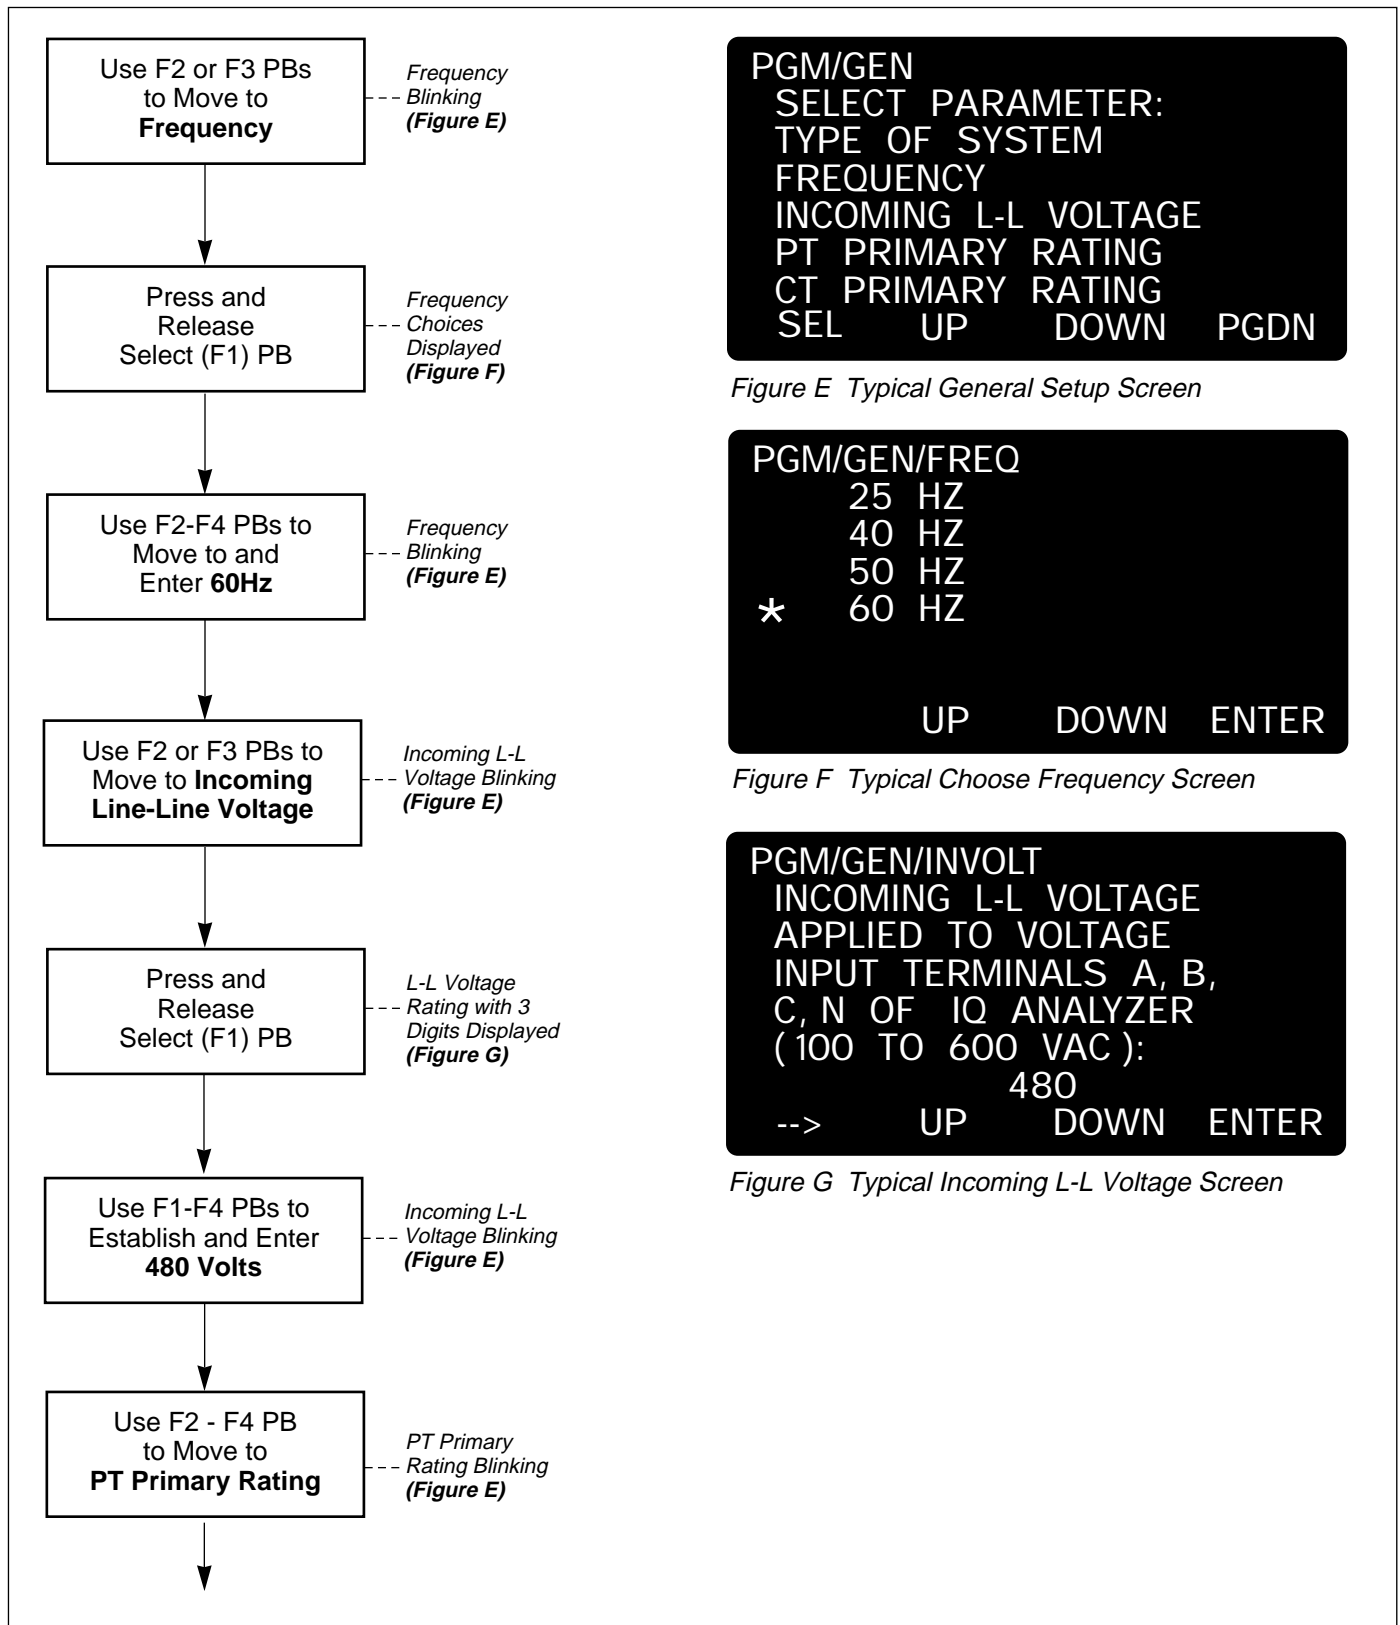 Use F2 or F3 PBs
to Move to
Frequency
Frequency
Blinking
(Figure E)
Press and
Release
Select (F1) PB
Frequency
Choices
Displayed
(Figure F)
Use F2-F4 PBs to
Move to and
Enter 60Hz
Frequency
Blinking
(Figure E)
Use F2 or F3 PBs to
Move to Incoming
Line-Line Voltage
Incoming L-L
Voltage Blinking
(Figure E)
Press and
Release
Select (F1) PB
L-L Voltage
Rating with 3
Digits Displayed
(Figure G)
Use F1-F4 PBs to
Establish and Enter
480 Volts
Incoming L-L
Voltage Blinking
(Figure E)
Use F2 - F4 PB
to Move to
PT Primary Rating
PT Primary
Rating Blinking
(Figure E)
PGM/GEN
SELECT PARAMETER:
TYPE OF SYSTEM
FREQUENCY
INCOMING L-L VOLTAGE
PT PRIMARY RATING
CT PRIMARY RATING
SEL UP DOWN PGDN
Figure E Typical General Setup Screen
PGM/GEN/FREQ
25 HZ
40 HZ
50 HZ
* 60 HZ
UP DOWN ENTER
Figure F Typical Choose Frequency Screen
PGM/GEN/INVOLT
INCOMING L-L VOLTAGE
APPLIED TO VOLTAGE
INPUT TERMINALS A, B,
C, N OF IQ ANALYZER
( 100 TO 600 VAC ):
480
--> UP DOWN ENTER
Figure G Typical Incoming L-L Voltage Screen